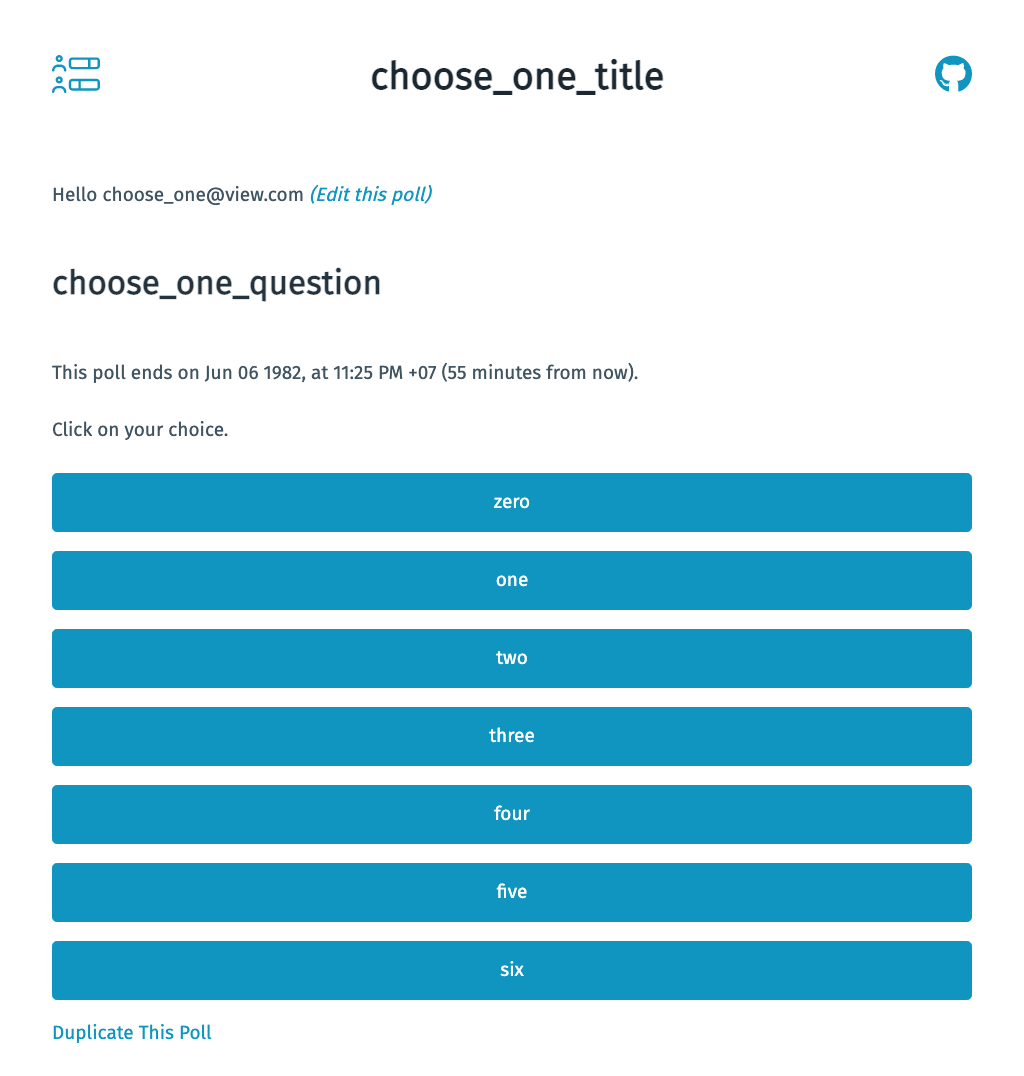 choose_one_title
Hello choose_one@view.com (Edit this poll)
choose_one_question
This poll ends on Jun 06 1982, at 11:25 PM +07 (55 minutes from now).
Click on your choice.
zero
one
two
three
four
five
six
Duplicate This Poll